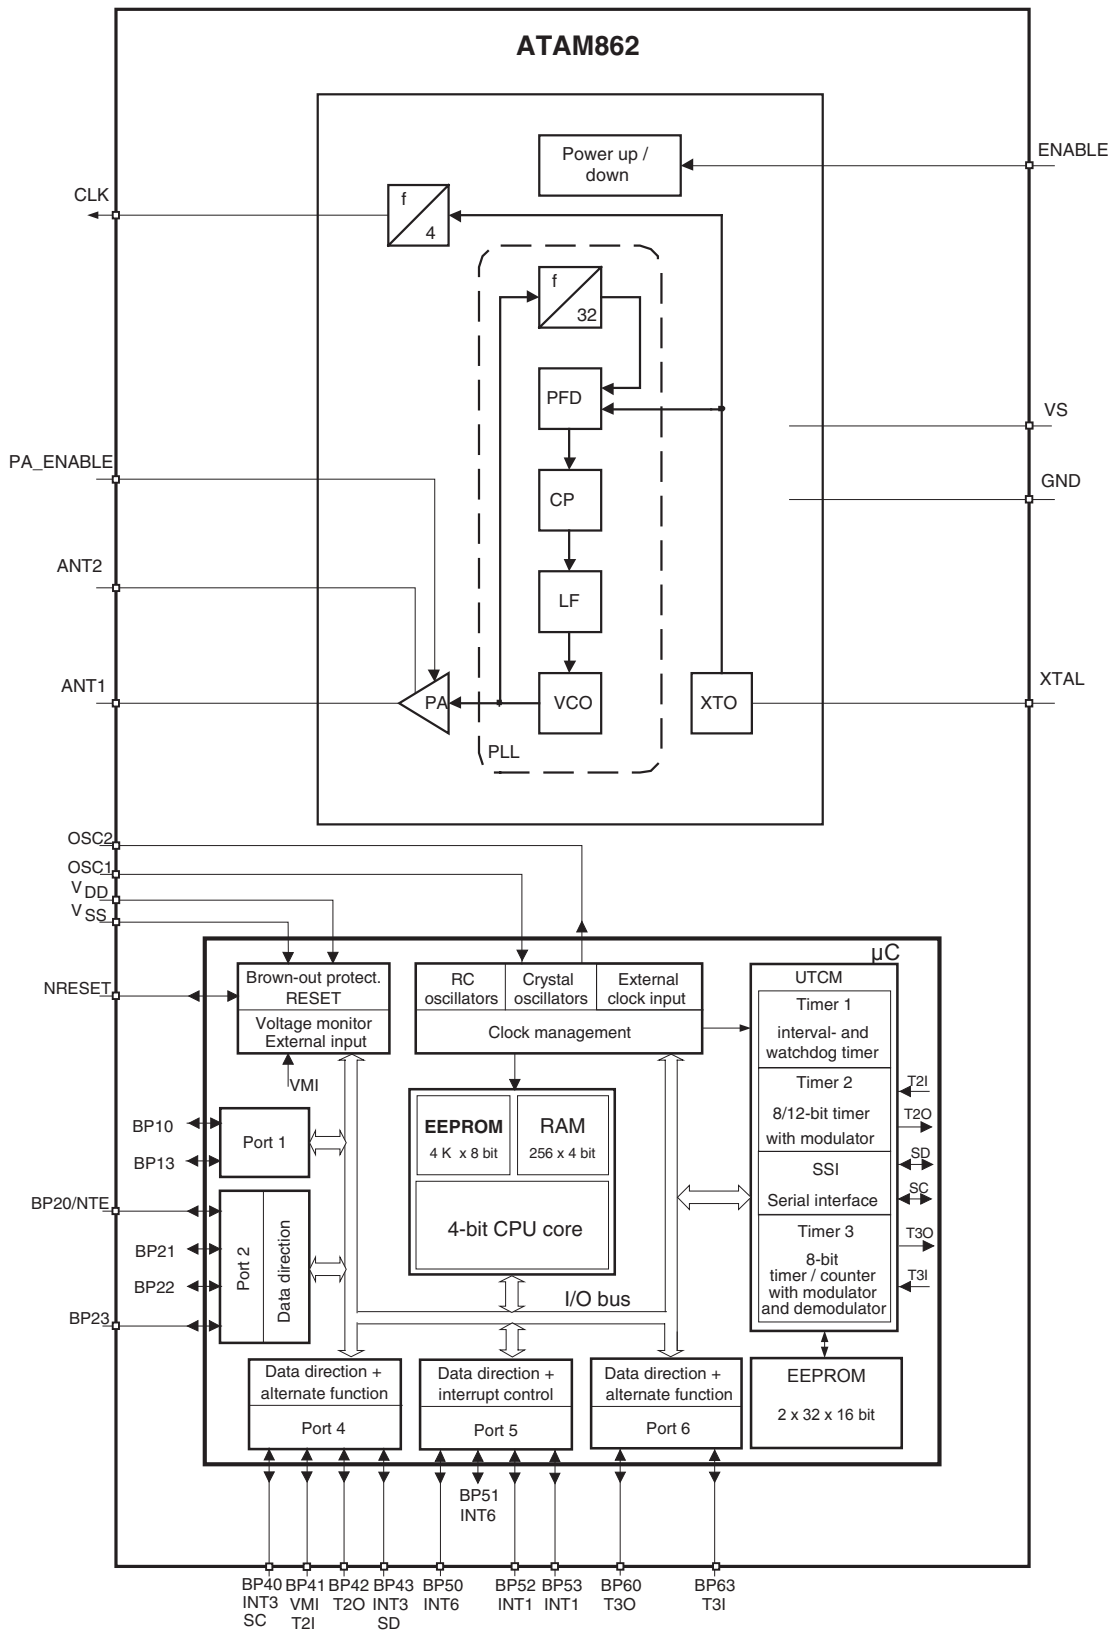 ATAM862
Power up /
down
ENABLE
CLK
f
4
f
32
PFD
VS
PA_ENABLE
GND
CP
ANT2
LF
ANT1
PA
VCO
XTO
XTAL
PLL
OSC2
OSC1
V DD
V SS
µC
NRESET
Brown-out protect.
RESET
Voltage monitor
External input
VMI
RC
oscillators
Crystal
oscillators
External
clock input
Clock management
UTCM
Timer 1
interval- and
watchdog timer
Timer 2
8/12-bit timer
with modulator
SSI
Serial interface
Timer 3
8-bit
timer / counter
with modulator
and demodulator
T2I
T2O
SD
SC
T3O
T3I
EEPROM
4 K x 8 bit
RAM
256 x 4 bit
4-bit CPU core
BP10
BP13
Port 1
BP20/NTE
BP21
BP22
BP23
Port 2
Data direction
I/O bus
Data direction +
alternate function
Port 4
Data direction +
interrupt control
Port 5
Data direction +
alternate function
Port 6
EEPROM
2 x 32 x 16 bit
BP51
INT6
BP40
INT3
SC
BP41
VMI
T2I
BP42
T2O
BP43
INT3
SD
BP50
INT6
BP52
INT1
BP53
INT1
BP60
T3O
BP63
T3I